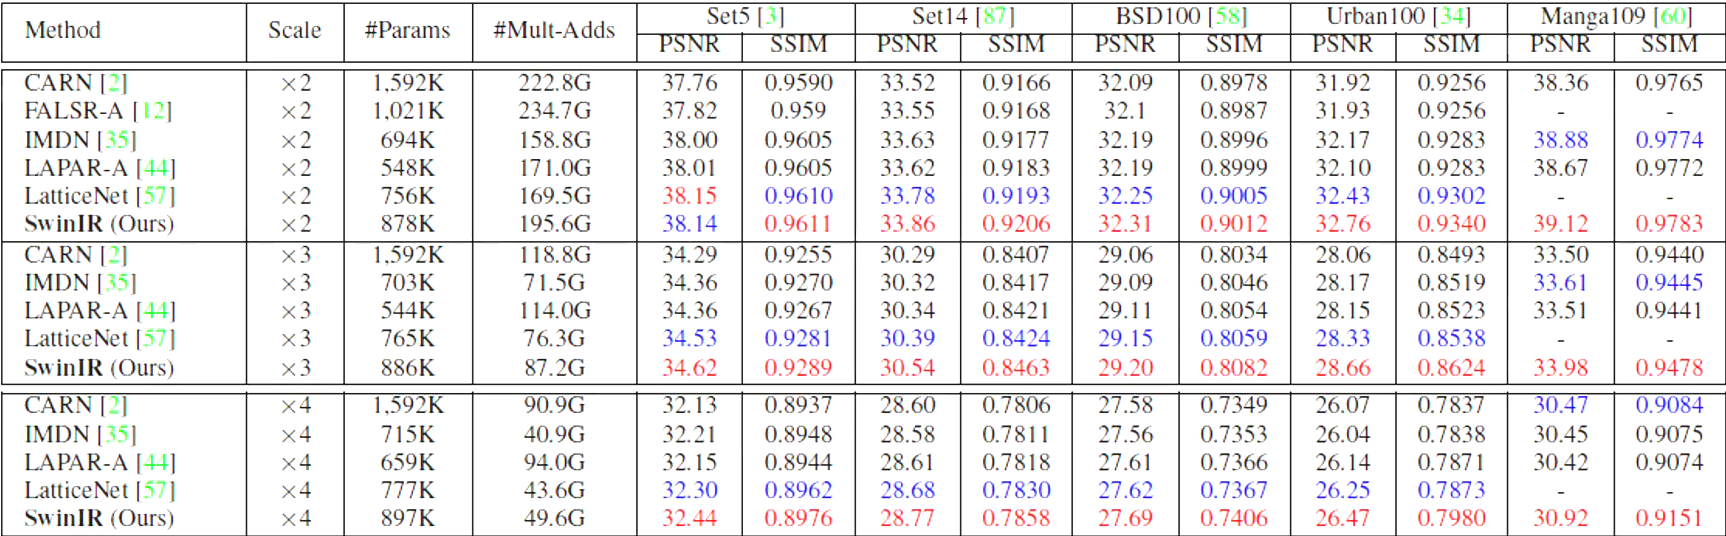 Method Scale #Params #Mult-Adds Set5 [3] Set14 [87] BSD100 [58] Urban100 [34] Manga109 [60]
PSNR SSIM PSNR SSIM PSNR SSIM PSNR SSIM PSNR SSIM
CARN [2] ×2 1,592K 222.8G 37.76 0.9590 33.52 0.9166 32.09 0.8978 31.92 0.9256 38.36 0.9765
FALSR-A [12] ×2 1,021K 234.7G 37.82 0.959 33.55 0.9168 32.1 0.8987 31.93 0.9256 - -
IMDN [35] ×2 694K 158.8G 38.00 0.9605 33.63 0.9177 32.19 0.8996 32.17 0.9283 38.88 0.9774
LAPAR-A [44] ×2 548K 171.0G 38.01 0.9605 33.62 0.9183 32.19 0.8999 32.10 0.9283 38.67 0.9772
LatticeNet [57] ×2 756K 169.5G 38.15 0.9610 33.78 0.9193 32.25 0.9005 32.43 0.9302 - -
SwinIR (Ours) ×2 878K 195.6G 38.14 0.9611 33.86 0.9206 32.31 0.9012 32.76 0.9340 39.12 0.9783
CARN [2] ×3 1,592K 118.8G 34.29 0.9255 30.29 0.8407 29.06 0.8034 28.06 0.8493 33.50 0.9440
IMDN [35] ×3 703K 71.5G 34.36 0.9270 30.32 0.8417 29.09 0.8046 28.17 0.8519 33.61 0.9445
LAPAR-A [44] ×3 544K 114.0G 34.36 0.9267 30.34 0.8421 29.11 0.8054 28.15 0.8523 33.51 0.9441
LatticeNet [57] ×3 765K 76.3G 34.53 0.9281 30.39 0.8424 29.15 0.8059 28.33 0.8538 - -
SwinIR (Ours) ×3 886K 87.2G 34.62 0.9289 30.54 0.8463 29.20 0.8082 28.66 0.8624 33.98 0.9478
CARN [2] ×4 1,592K 90.9G 32.13 0.8937 28.60 0.7806 27.58 0.7349 26.07 0.7837 30.47 0.9084
IMDN [35] ×4 715K 40.9G 32.21 0.8948 28.58 0.7811 27.56 0.7353 26.04 0.7838 30.45 0.9075
LAPAR-A [44] ×4 659K 94.0G 32.15 0.8944 28.61 0.7818 27.61 0.7366 26.14 0.7871 30.42 0.9074
LatticeNet [57] ×4 777K 43.6G 32.30 0.8962 28.68 0.7830 27.62 0.7367 26.25 0.7873 - -
SwinIR (Ours) ×4 897K 49.6G 32.44 0.8976 28.77 0.7858 27.69 0.7406 26.47 0.7980 30.92 0.9151